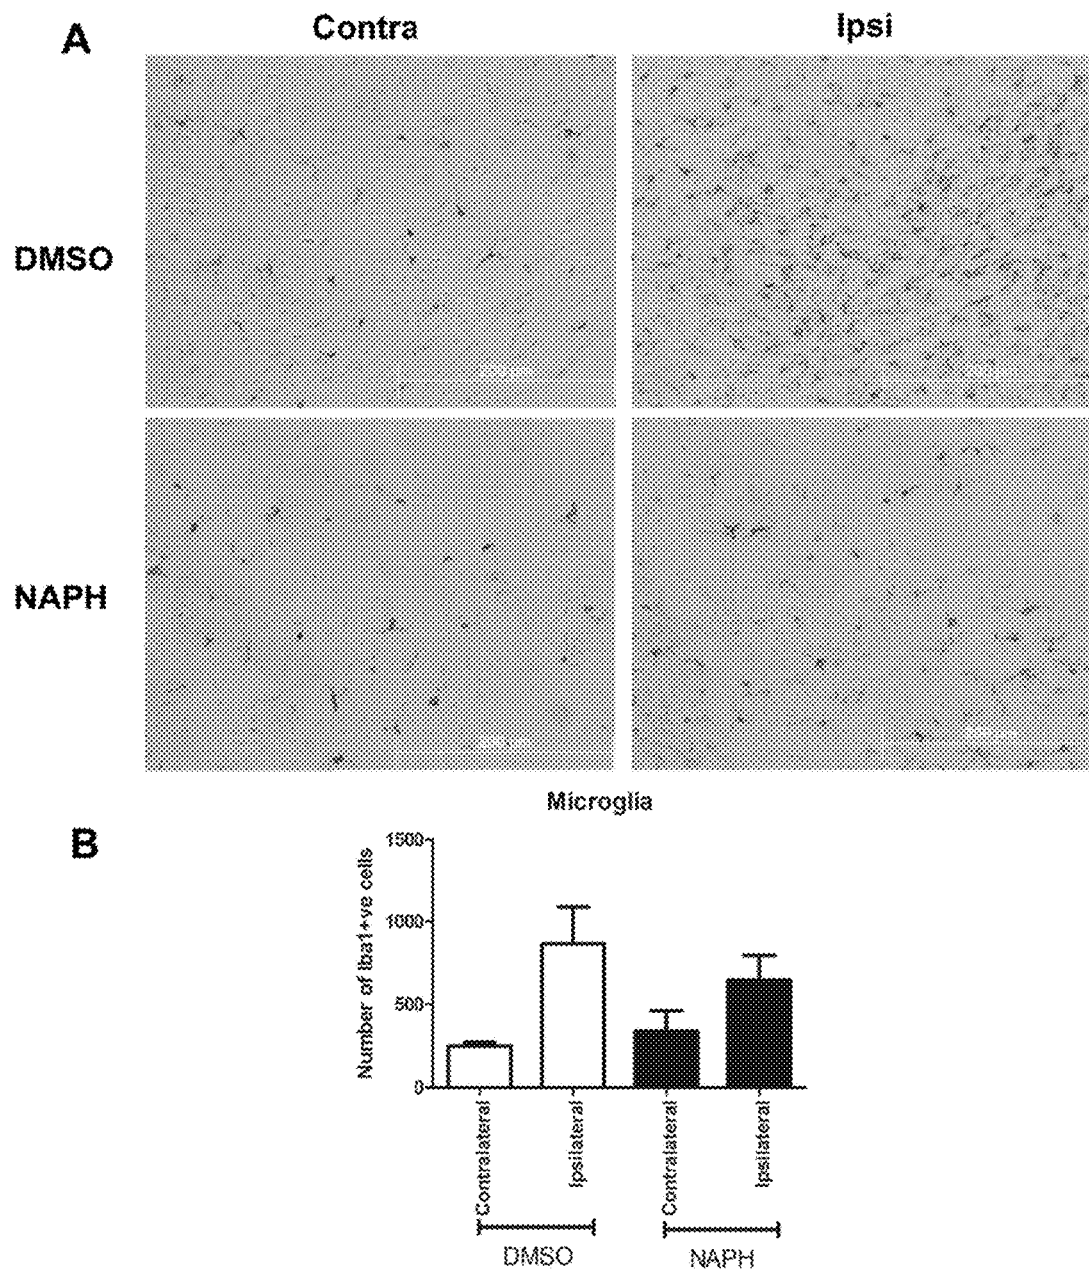 A
Contra
Ipsi
DMSO
NAPH
B
Microglia
Number of Iba1+ve cells
1500
1000
500
0
Contralateral
Ipsilateral
Contralateral
Ipsilateral
DMSO
NAPH